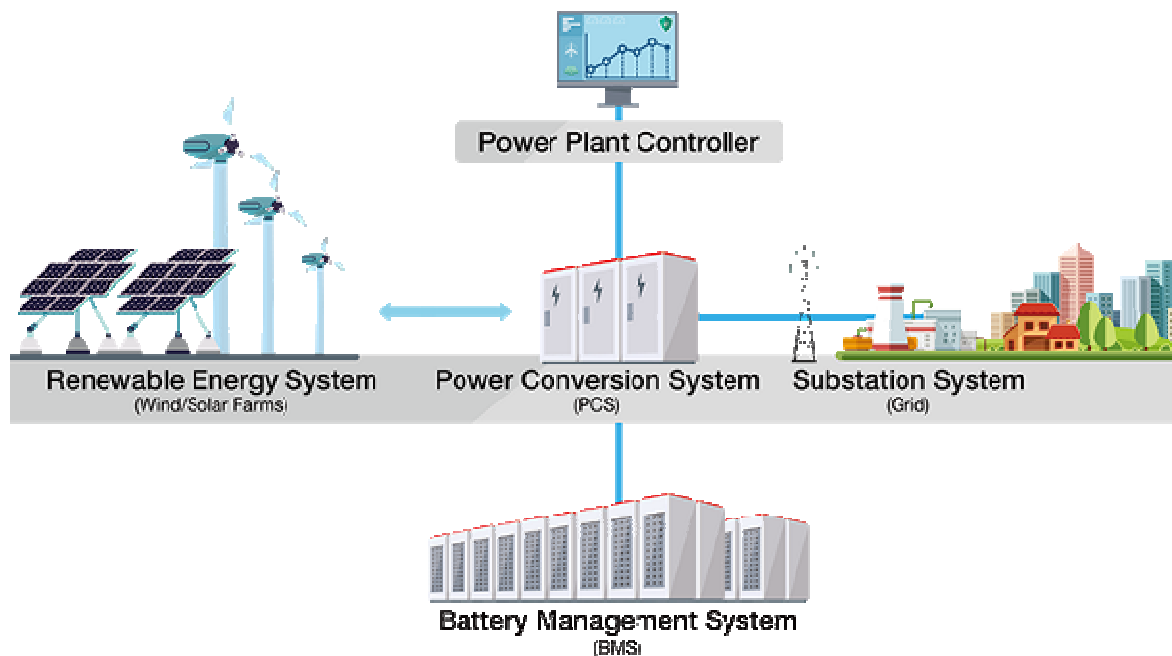 Power Plant Controller
Renewable Energy System
(Wind/Solar Farms)
Power Conversion System
(PCS)
Substation System
(Grid)
Battery Management System
(BMS)